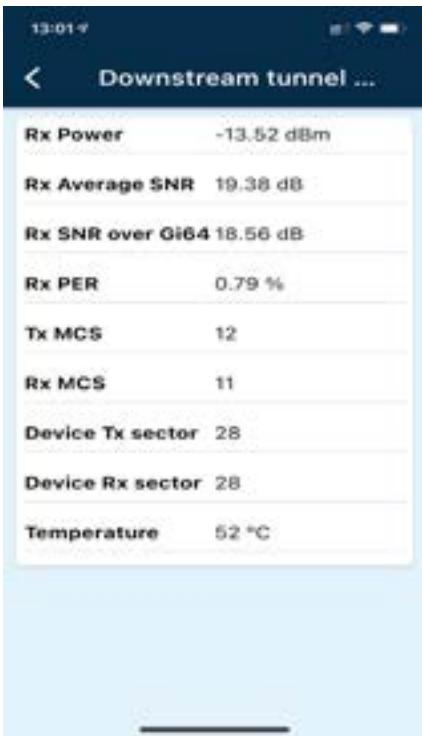 13:01
Downstream tunnel ...
Rx Power -13.52 dBm
Rx Average SNR 19.38 dB
Rx SNR over Gi64 18.56 dB
Rx PER 0.79 %
Tx MCS 12
Rx MCS 11
Device Tx sector 28
Device Rx sector 28
Temperature 52 °C